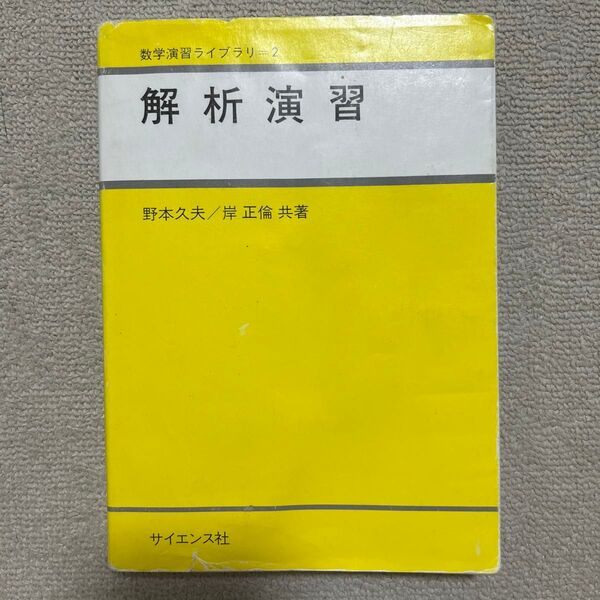 数学演習ライブラリ=2
解析演習
野本久夫/岸 正倫 共著
サイエンス社